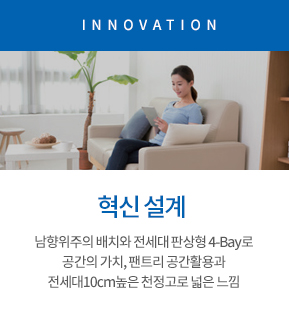 INNOVATION
혁신 설계
남향위주의 배치와 전세대 판상형 4-Bay로
공간의 가치, 팬트리 공간활용과
전세대10cm높은 천정고로 넓은 느낌